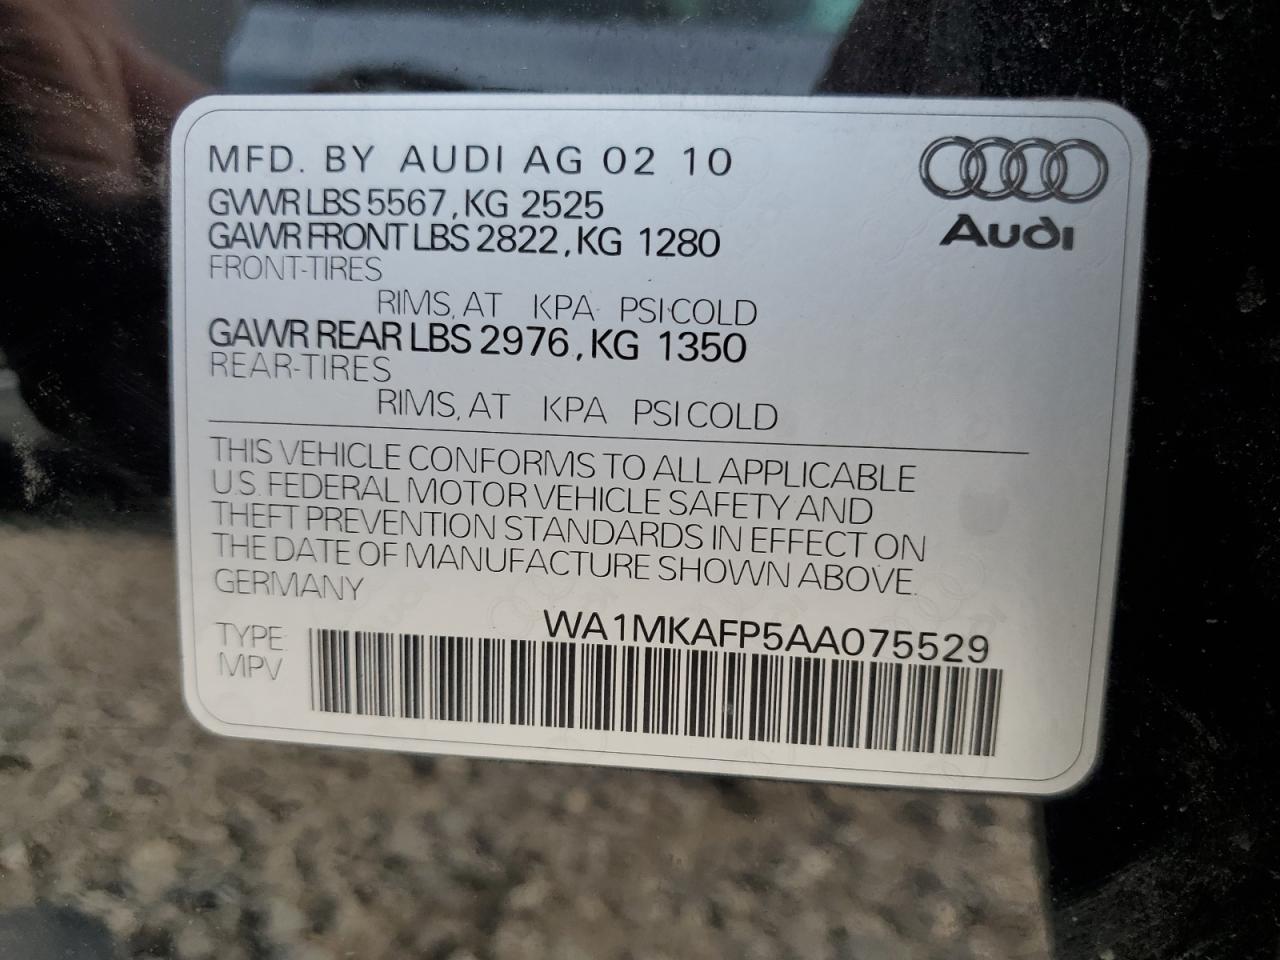 MFD. BY AUDI AG 02 10
GVWR LBS 5567, KG 2525
GAWR FRONT LBS 2822, KG 1280
FRONT-TIRES
RIMS, AT KPA PSI COLD
GAWR REAR LBS 2976, KG 1350
REAR-TIRES
RIMS, AT KPA PSI COLD
THIS VEHICLE CONFORMS TO ALL APPLICABLE
U.S. FEDERAL MOTOR VEHICLE SAFETY AND
THEFT PREVENTION STANDARDS IN EFFECT ON
THE DATE OF MANUFACTURE SHOWN ABOVE.
GERMANY
WA1MKAFP5AA075529
TYPE:
MPV
Audi